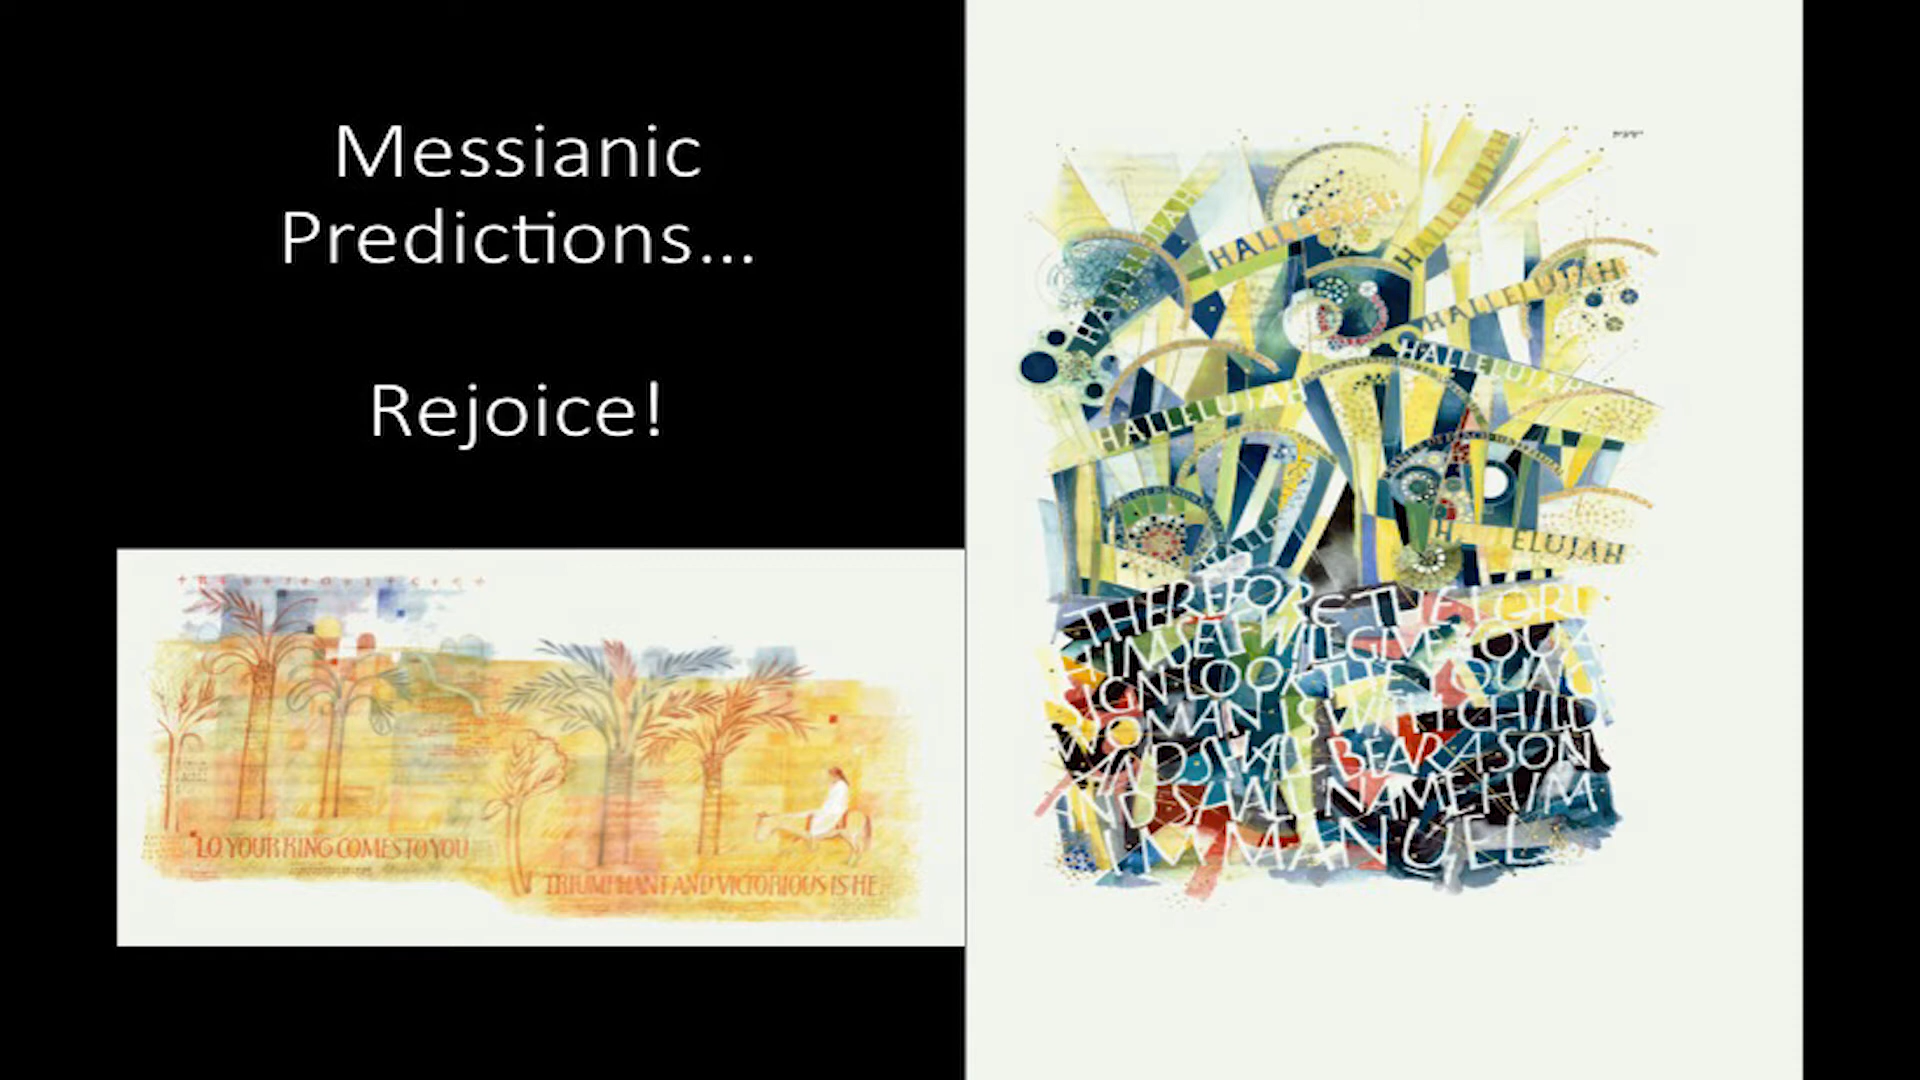 Messianic
Predictions...
Rejoice!
LO, YOUR KING COMES TO YOU
TRIUMPHANT AND VICTORIOUS IS HE
HALLELUJAH
HALLELUJAH
HALLELUJAH
HALLELUJAH
HALLELUJAH
HALLELUJAH
H ELUJAH
THEREFORE THE LORD
HIMSELF WILL GIVE YOU A
SIGN LOOK THE YOUNG
WOMAN IS WITH CHILD
AND SHALL BEAR A SON
AND SHALL NAME HIM
IMMANUEL